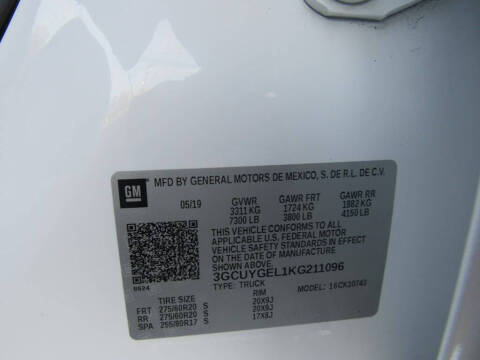 GM
MFD BY GENERAL MOTORS DE MEXICO, S. DE R.L. DE C.V.
05/19 GVWR GAWR FRT GAWR RR
3311 KG 1724 KG 1882 KG
7300 LB 3800 LB 4150 LB
THIS VEHICLE CONFORMS TO ALL
APPLICABLE U.S. FEDERAL MOTOR
VEHICLE SAFETY STANDARDS IN EFFECT
ON THE DATE OF MANUFACTURE SHOWN ABOVE.
3GCUYGEL1KG211096
TYPE: TRUCK MODEL: 16CK10743
0624
TIRE SIZE RIM
FRT 275/60R20 S 20X9J
RR 275/60R20 S 20X9J
SPA 255/80R17 S 17X8J